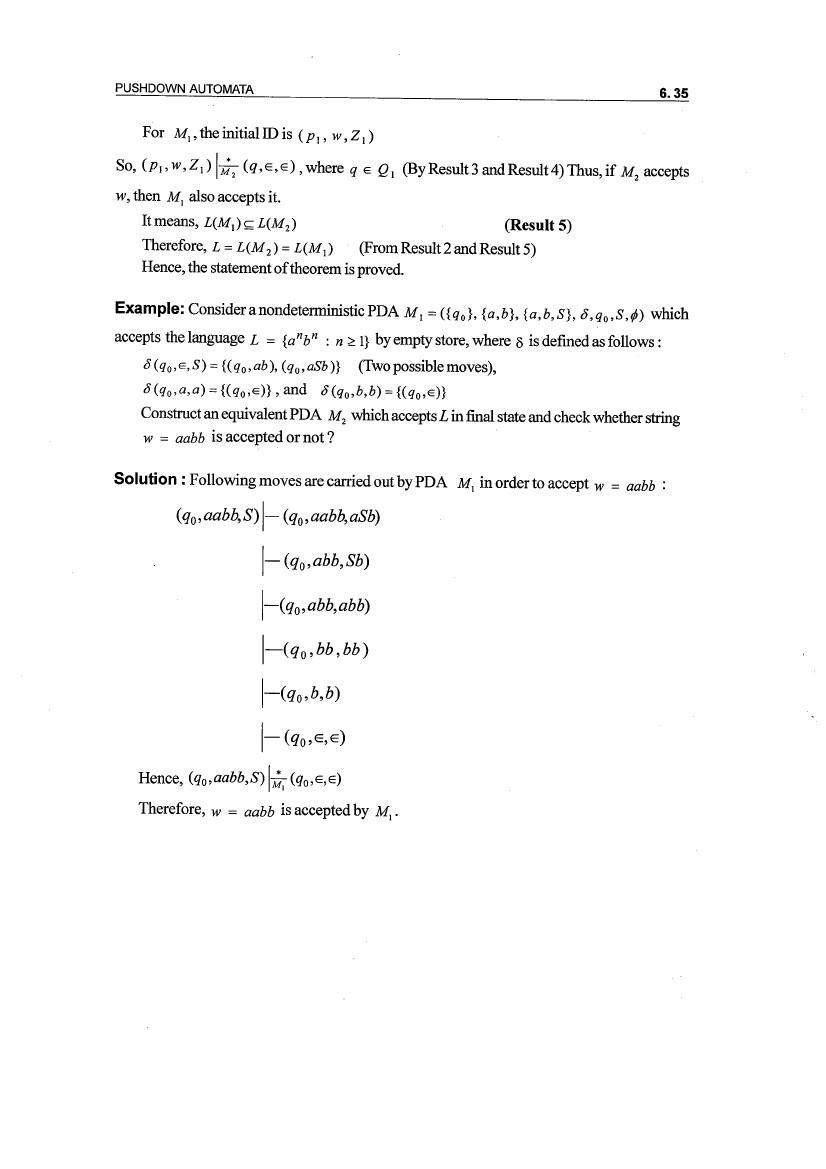 PUSHDOWN AUTOMATA 6.35
For M₁, the initial ID is (p₁, w, Z₁)
So, (p₁, w, Z₁) |*—M₂ (q,∈,∈), where q ∈ Q₁ (By Result 3 and Result 4) Thus, if M₂ accepts
w, then M₁ also accepts it.
It means, L(M₁) ⊆ L(M₂) (Result 5)
Therefore, L = L(M₂) = L(M₁) (From Result 2 and Result 5)
Hence, the statement of theorem is proved.
Example: Consider a nondeterministic PDA M₁ = ({q₀}, {a,b}, {a,b,S}, δ, q₀, S, ϕ) which
accepts the language L = {aⁿbⁿ : n ≥ 1} by empty store, where δ is defined as follows :
δ(q₀,∈,S) = {(q₀,ab), (q₀,aSb)} (Two possible moves),
δ(q₀,a,a) = {(q₀,∈)}, and δ(q₀,b,b) = {(q₀,∈)}
Construct an equivalent PDA M₂ which accepts L in final state and check whether string
w = aabb is accepted or not ?
Solution : Following moves are carried out by PDA M₁ in order to accept w = aabb :
(q₀,aabb,S) |— (q₀,aabb,aSb)
|— (q₀,abb,Sb)
|—(q₀,abb,abb)
|—(q₀,bb,bb)
|—(q₀,b,b)
|— (q₀,∈,∈)
Hence, (q₀,aabb,S) |*—M₁ (q₀,∈,∈)
Therefore, w = aabb is accepted by M₁.